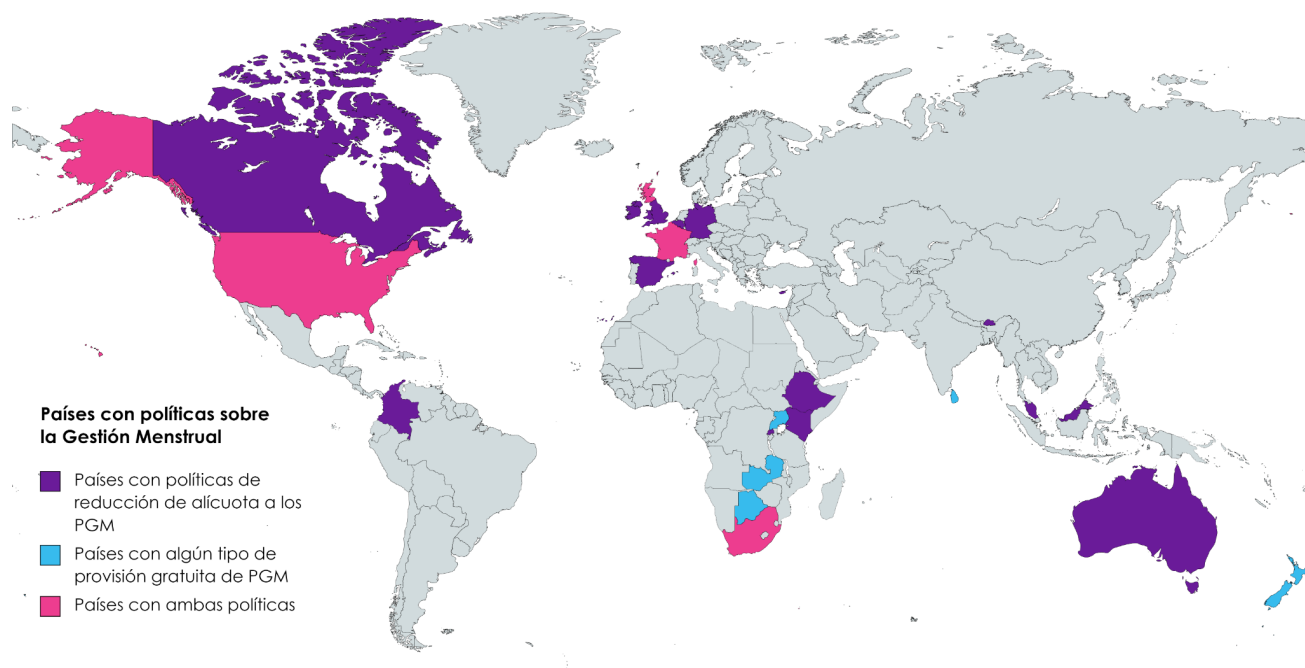 Países con políticas sobre
la Gestión Menstrual
Países con políticas de
reducción de alícuota a los
PGM
Países con algún tipo de
provisión gratuita de PGM
Países con ambas políticas